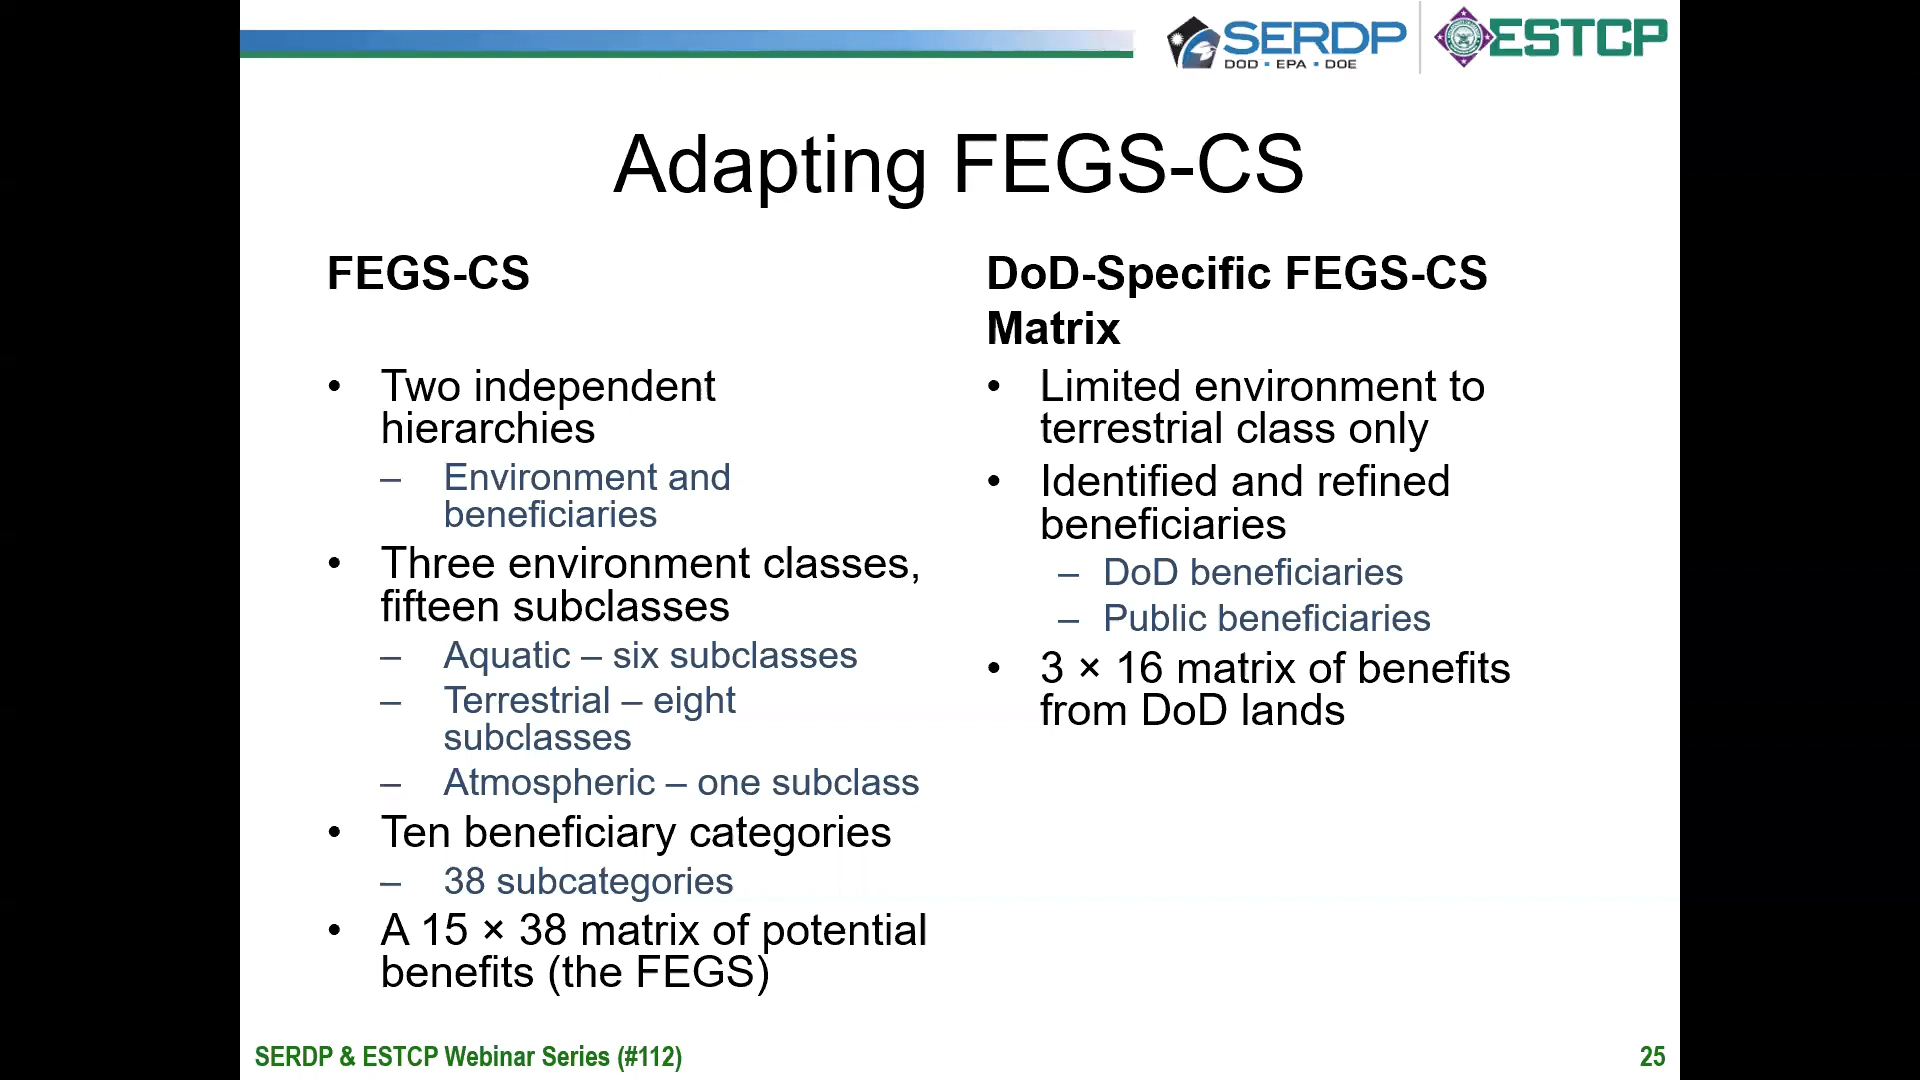 SERDP
DOD • EPA • DOE
ESTCP
Adapting FEGS-CS
FEGS-CS
• Two independent
hierarchies
– Environment and
beneficiaries
• Three environment classes,
fifteen subclasses
– Aquatic – six subclasses
– Terrestrial – eight
subclasses
– Atmospheric – one subclass
• Ten beneficiary categories
– 38 subcategories
• A 15 × 38 matrix of potential
benefits (the FEGS)
DoD-Specific FEGS-CS
Matrix
• Limited environment to
terrestrial class only
• Identified and refined
beneficiaries
– DoD beneficiaries
– Public beneficiaries
• 3 × 16 matrix of benefits
from DoD lands
SERDP & ESTCP Webinar Series (#112)
25